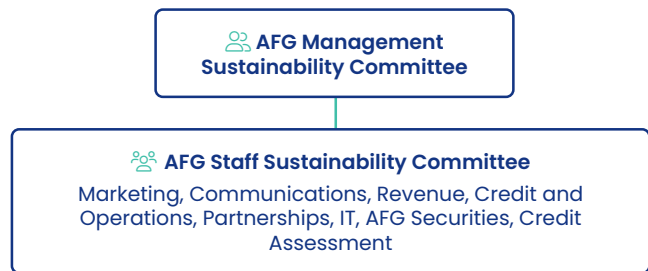 AFG Management
Sustainability Committee
AFG Staff Sustainability Committee
Marketing, Communications, Revenue, Credit and
Operations, Partnerships, IT, AFG Securities, Credit
Assessment